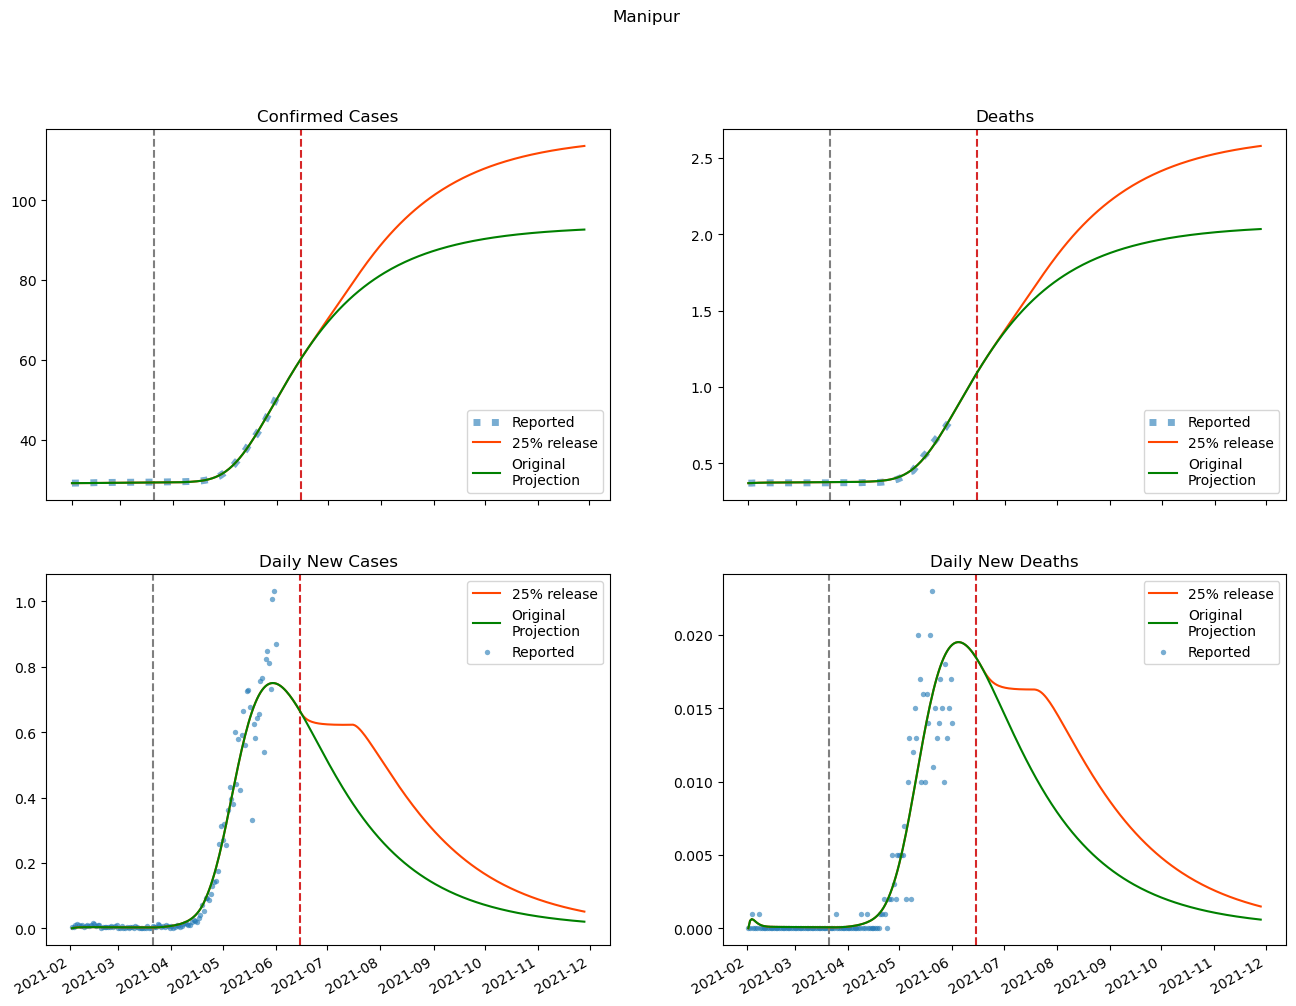 Manipur
Confirmed Cases
100
80
60
40
Reported
25% release
Original
Projection
Deaths
2.5
2.0
1.5
1.0
0.5
Reported
25% release
Original
Projection
Daily New Cases
1.0
0.8
0.6
0.4
0.2
0.0
25% release
Original
Projection
Reported
2021-02
2021-03
2021-04
2021-05
2021-06
2021-07
2021-08
2021-09
2021-10
2021-11
2021-12
Daily New Deaths
0.020
0.015
0.010
0.005
0.000
25% release
Original
Projection
Reported
2021-02
2021-03
2021-04
2021-05
2021-06
2021-07
2021-08
2021-09
2021-10
2021-11
2021-12